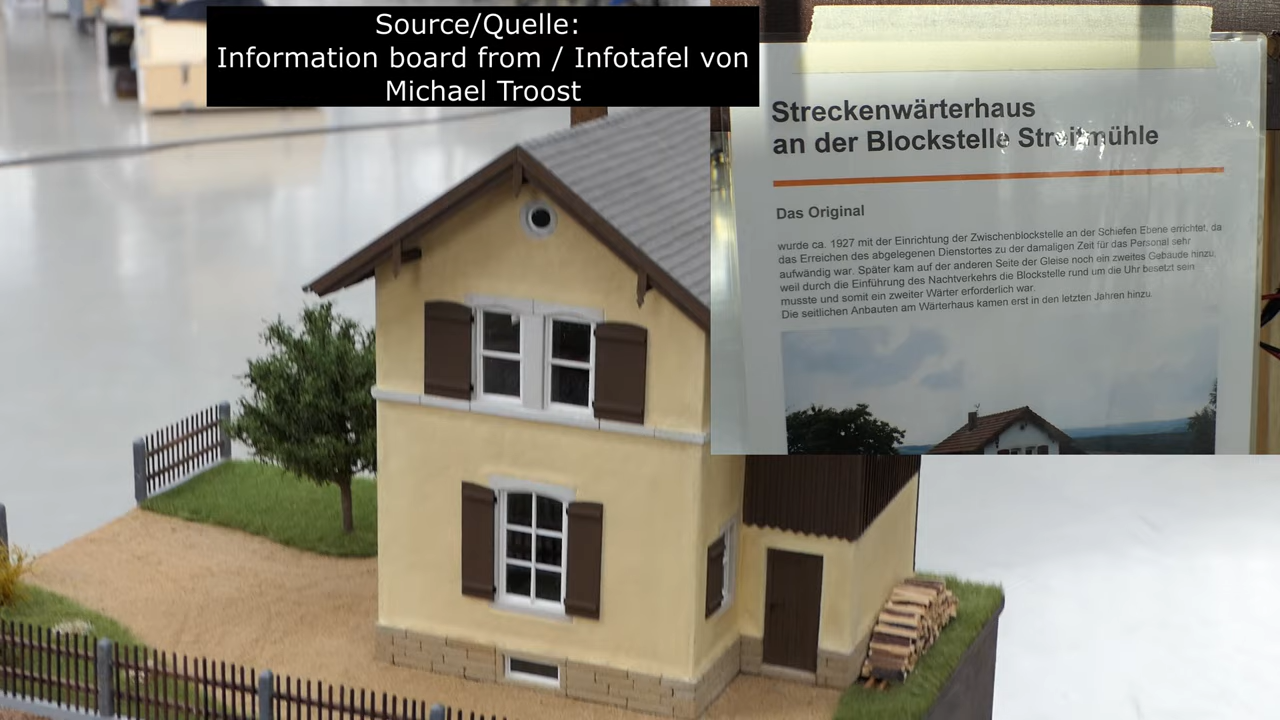 Source/Quelle:
Information board from / Infotafel von
Michael Troost
Streckenwärterhaus
an der Blockstelle Streitmühle
Das Original
wurde ca. 1927 mit der Einrichtung der Zwischenblockstelle an der Schiefen Ebene errichtet, da
das Erreichen des abgelegenen Dienstortes zu der damaligen Zeit für das Personal sehr
aufwändig war. Später kam auf der anderen Seite der Gleise noch ein zweites Gebäude hinzu,
weil durch die Einführung des Nachtverkehrs die Blockstelle rund um die Uhr besetzt sein
musste und somit ein zweiter Wärter erforderlich war.
Die seitlichen Anbauten am Wärterhaus kamen erst in den letzten Jahren hinzu.